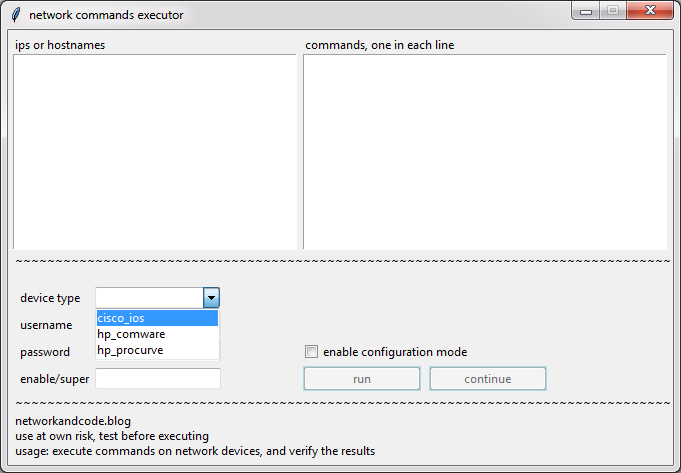 network commands executor
ips or hostnames
commands, one in each line
~~~~~~~~~~~~~~~~~~~~~~~~~~~~~~~~~~~~~~~~~~~~~~~~~~~~~~~~~~~~~~~~~~~~~~~~~~~~~~~~~~
device type
cisco_ios
username
hp_comware
hp_procurve
password
enable configuration mode
enable/super
run
continue
~~~~~~~~~~~~~~~~~~~~~~~~~~~~~~~~~~~~~~~~~~~~~~~~~~~~~~~~~~~~~~~~~~~~~~~~~~~~~~~~~~
networkandcode.blog
use at own risk, test before executing
usage: execute commands on network devices, and verify the results